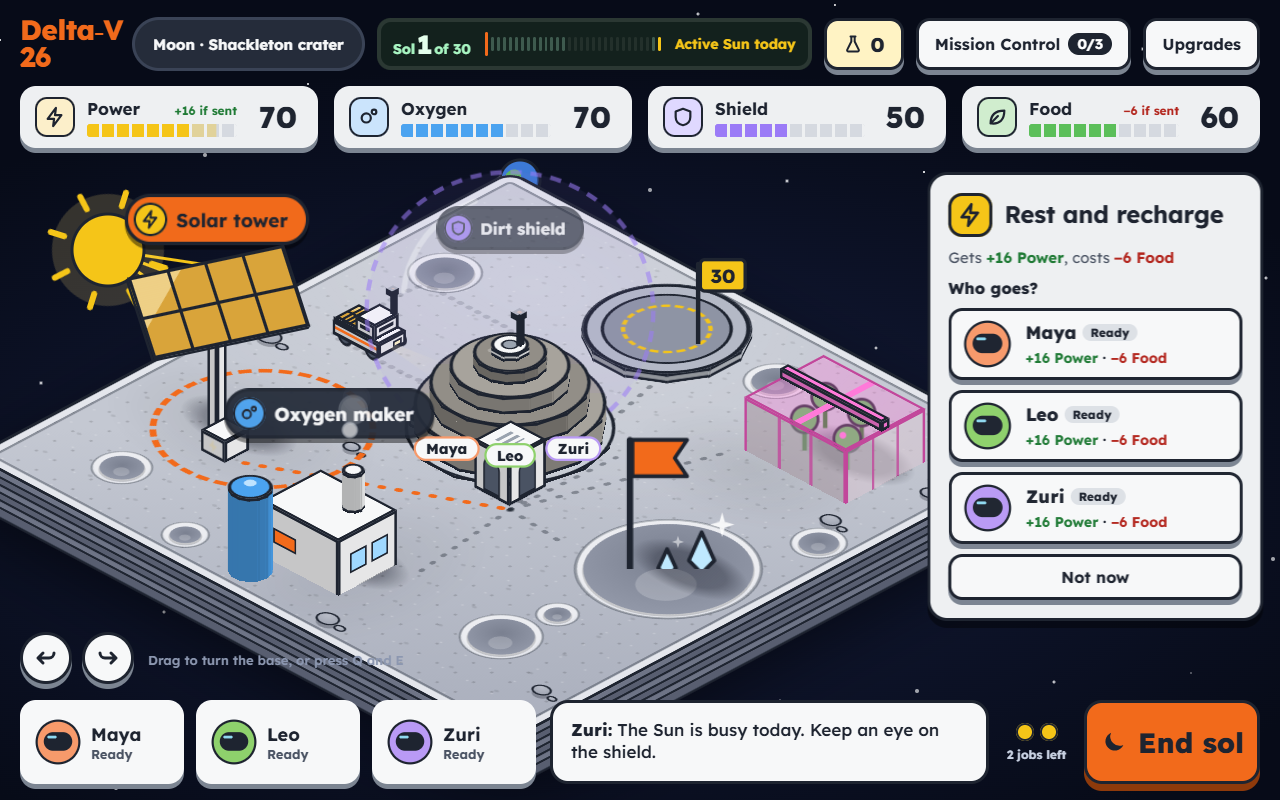 Delta-V
26
Moon · Shackleton crater
Sol 1 of 30
Active Sun today
0
Mission Control 0/3
Upgrades
Power +16 if sent 70
Oxygen 70
Shield 50
Food −6 if sent 60
Solar tower
Dirt shield
30
Oxygen maker
Maya
Leo
Zuri
Rest and recharge
Gets +16 Power, costs −6 Food
Who goes?
Maya Ready
+16 Power · −6 Food
Leo Ready
+16 Power · −6 Food
Zuri Ready
+16 Power · −6 Food
Not now
Drag to turn the base, or press Q and E
Maya
Ready
Leo
Ready
Zuri
Ready
Zuri: The Sun is busy today. Keep an eye on
the shield.
2 jobs left
End sol